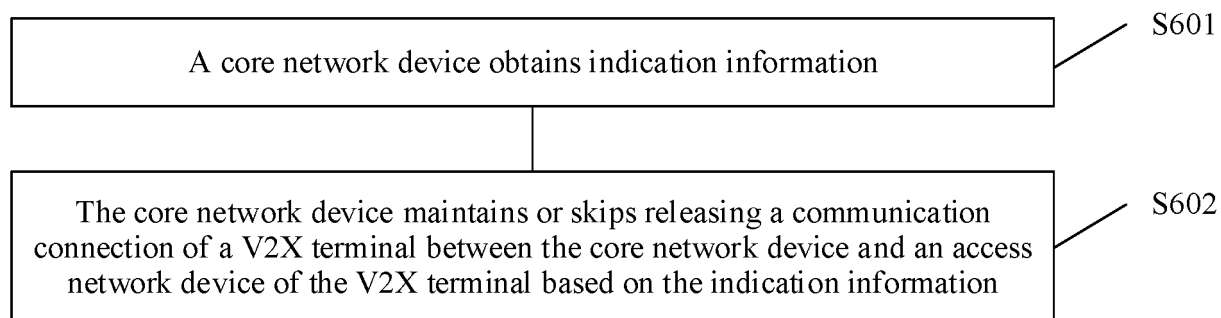 S601
A core network device obtains indication information
S602
The core network device maintains or skips releasing a communication
connection of a V2X terminal between the core network device and an access
network device of the V2X terminal based on the indication information